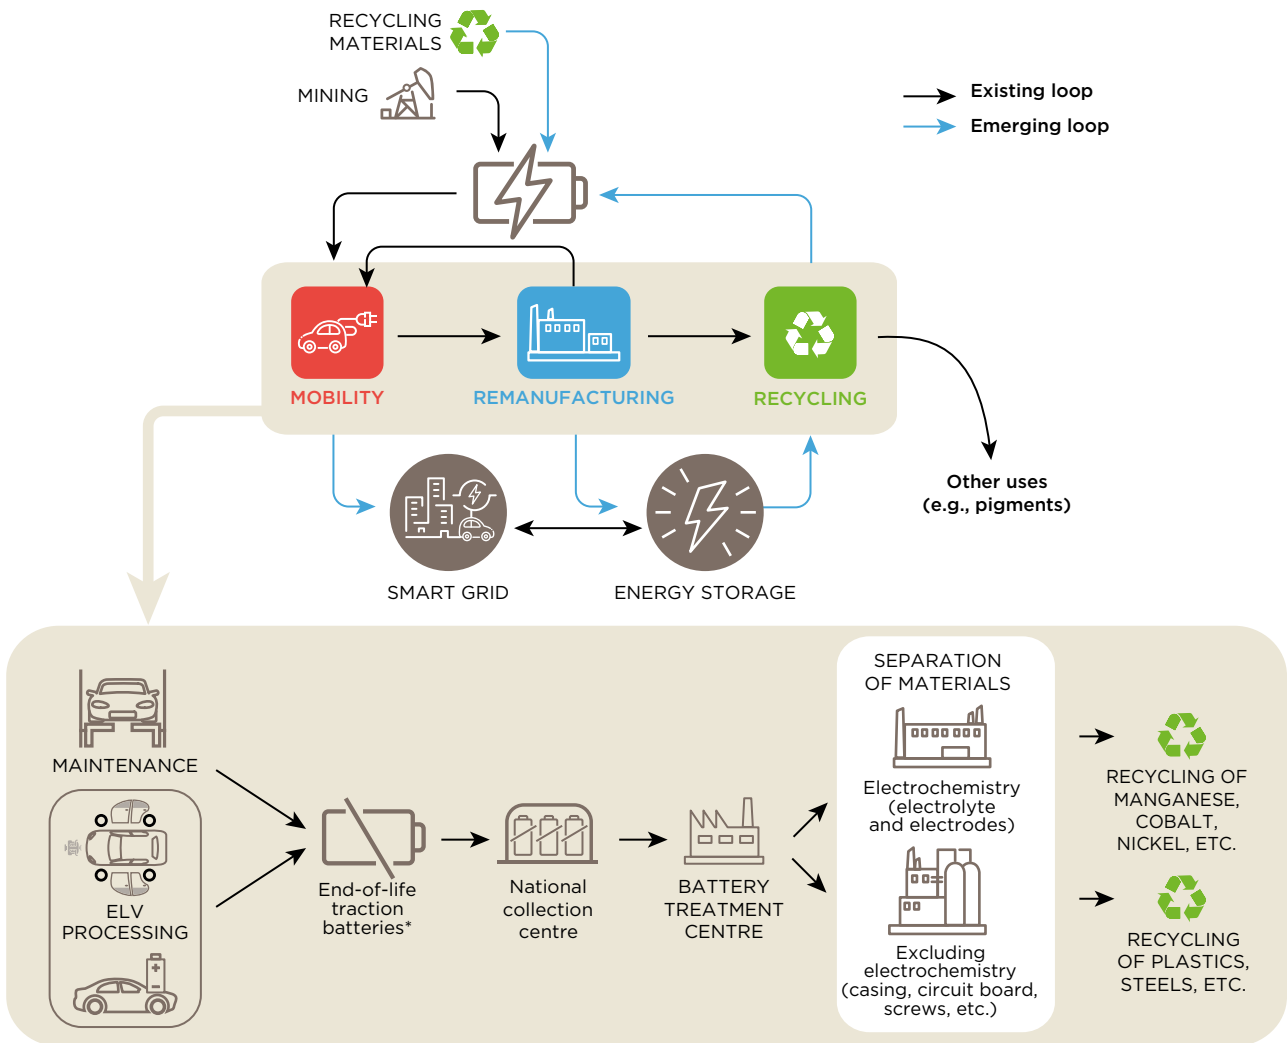 RECYCLING
MATERIALS
MINING
Existing loop
Emerging loop
MOBILITY
REMANUFACTURING
RECYCLING
Other uses
(e.g., pigments)
SMART GRID
ENERGY STORAGE
MAINTENANCE
ELV
PROCESSING
End-of-life
traction
batteries*
National
collection
centre
BATTERY
TREATMENT
CENTRE
SEPARATION
OF MATERIALS
Electrochemistry
(electrolyte
and electrodes)
Excluding
electrochemistry
(casing, circuit board,
screws, etc.)
RECYCLING OF
MANGANESE,
COBALT,
NICKEL, ETC.
RECYCLING
OF PLASTICS,
STEELS, ETC.